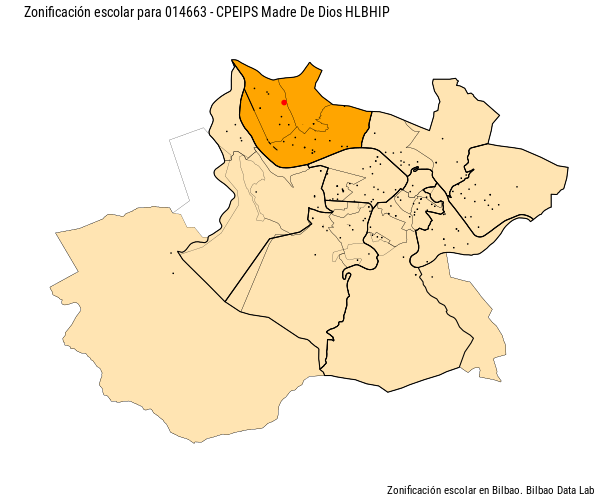 Zonificación escolar para 014663 - CPEIPS Madre De Dios HLBHIP
Zonificación escolar en Bilbao. Bilbao Data Lab